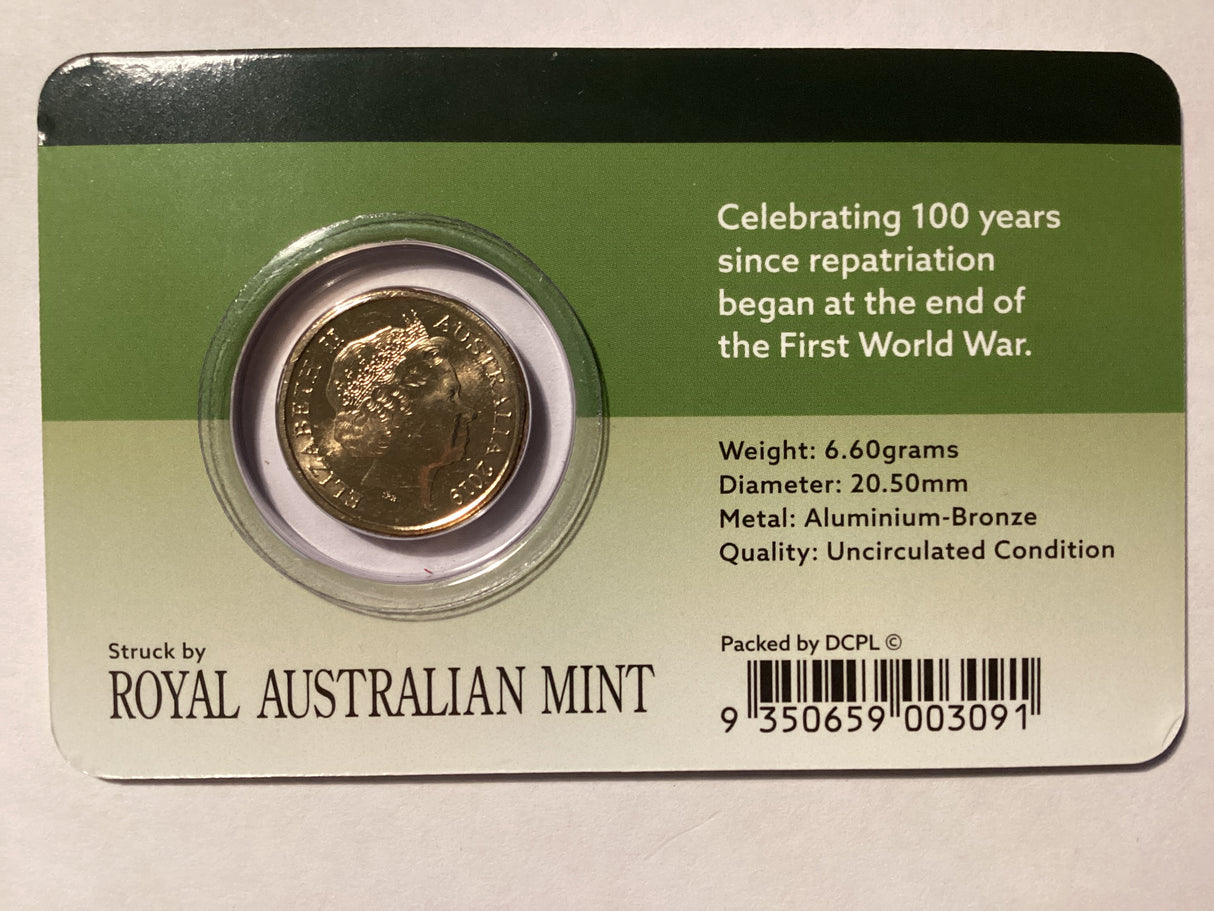 Celebrating 100 years
since repatriation
began at the end of
the First World War.
ELIZABETH II
AUSTRALIA 2019
Weight: 6.60grams
Diameter: 20.50mm
Metal: Aluminium-Bronze
Quality: Uncirculated Condition
Struck by
ROYAL AUSTRALIAN MINT
Packed by DCPL ©
9 350659 003091